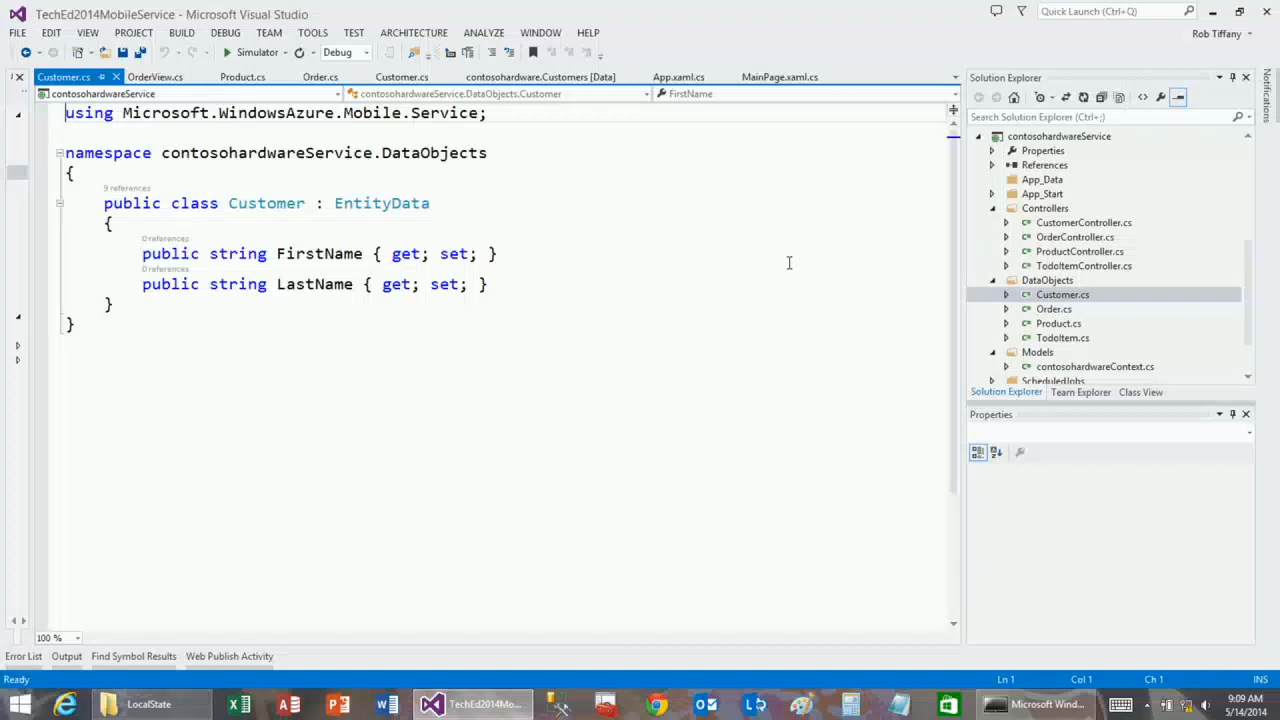 TechEd2014MobileService - Microsoft Visual Studio
Quick Launch (Ctrl+Q)
FILE EDIT VIEW PROJECT BUILD DEBUG TEAM TOOLS TEST ARCHITECTURE ANALYZE WINDOW HELP
Rob Tiffany
Simulator Debug
Customer.cs OrderView.cs Product.cs Order.cs Customer.cs contosohardware.Customers [Data] App.xaml.cs MainPage.xaml.cs
contosohardwareService contosohardwareService.DataObjects.Customer FirstName
using Microsoft.WindowsAzure.Mobile.Service;
namespace contosohardwareService.DataObjects
{
9 references
public class Customer : EntityData
{
0 references
public string FirstName { get; set; }
0 references
public string LastName { get; set; }
}
}
100 %
Solution Explorer
Search Solution Explorer (Ctrl+;)
contosohardwareService
Properties
References
App_Data
App_Start
Controllers
CustomerController.cs
OrderController.cs
ProductController.cs
TodoItemController.cs
DataObjects
Customer.cs
Order.cs
Product.cs
TodoItem.cs
Models
contosohardwareContext.cs
ScheduledJobs
Solution Explorer Team Explorer Class View
Properties
Notifications
Error List Output Find Symbol Results Web Publish Activity
Ready Ln 1 Col 1 Ch 1 INS
LocalState TechEd2014Mo... Microsoft Wind...
9:09 AM
5/14/2014